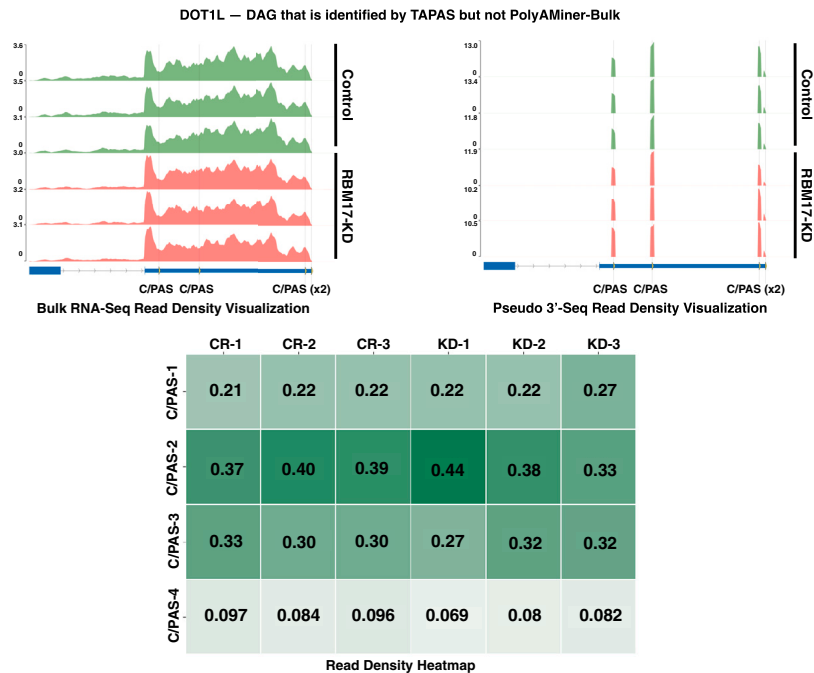 DOT1L — DAG that is identified by TAPAS but not PolyAMiner-Bulk
3.6
0
3.5
0
3.1
0
3.0
0
3.2
0
3.1
0
Control
RBM17-KD
C/PAS C/PAS C/PAS (x2)
Bulk RNA-Seq Read Density Visualization
13.0
0
13.4
0
11.8
0
11.9
0
10.2
0
10.5
0
Control
RBM17-KD
C/PAS C/PAS C/PAS (x2)
Pseudo 3'-Seq Read Density Visualization
CR-1 CR-2 CR-3 KD-1 KD-2 KD-3
C/PAS-1 0.21 0.22 0.22 0.22 0.22 0.27
C/PAS-2 0.37 0.40 0.39 0.44 0.38 0.33
C/PAS-3 0.33 0.30 0.30 0.27 0.32 0.32
C/PAS-4 0.097 0.084 0.096 0.069 0.08 0.082
Read Density Heatmap